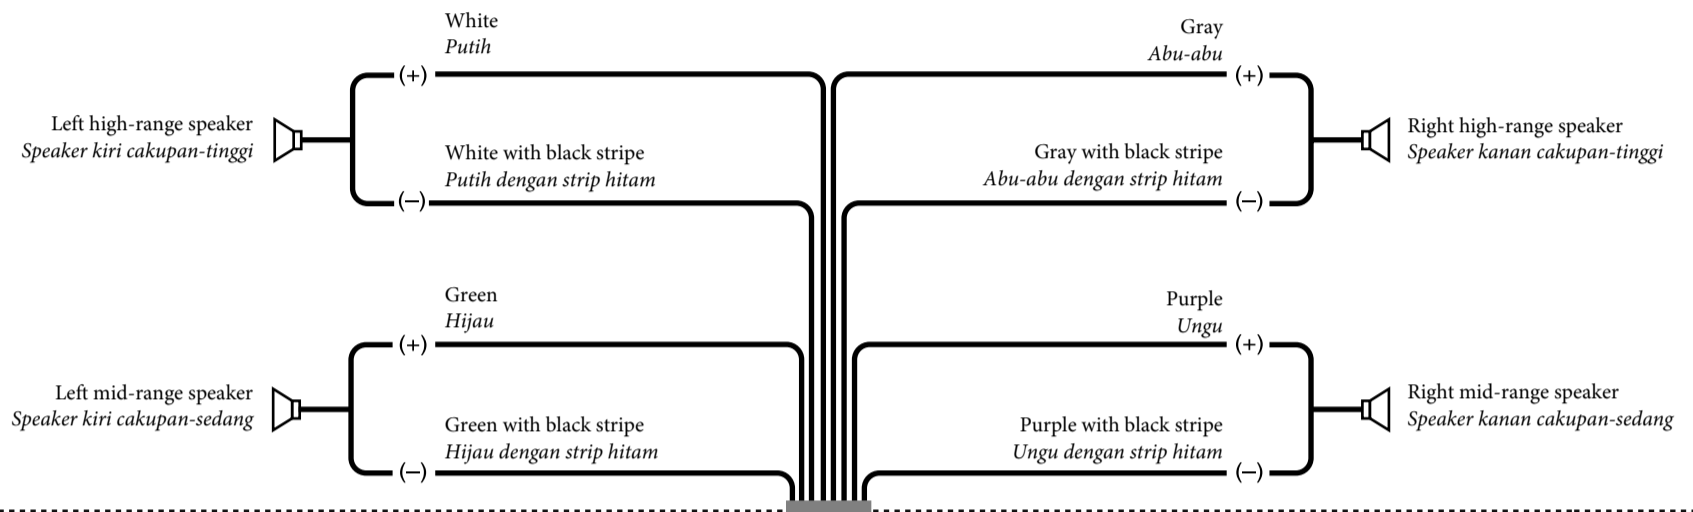 White
Putih
(+)
Left high-range speaker
Speaker kiri cakupan-tinggi
White with black stripe
Putih dengan strip hitam
(–)
Gray
Abu-abu
(+)
Right high-range speaker
Speaker kanan cakupan-tinggi
Gray with black stripe
Abu-abu dengan strip hitam
(–)
Green
Hijau
(+)
Left mid-range speaker
Speaker kiri cakupan-sedang
Green with black stripe
Hijau dengan strip hitam
(–)
Purple
Ungu
(+)
Right mid-range speaker
Speaker kanan cakupan-sedang
Purple with black stripe
Ungu dengan strip hitam
(–)